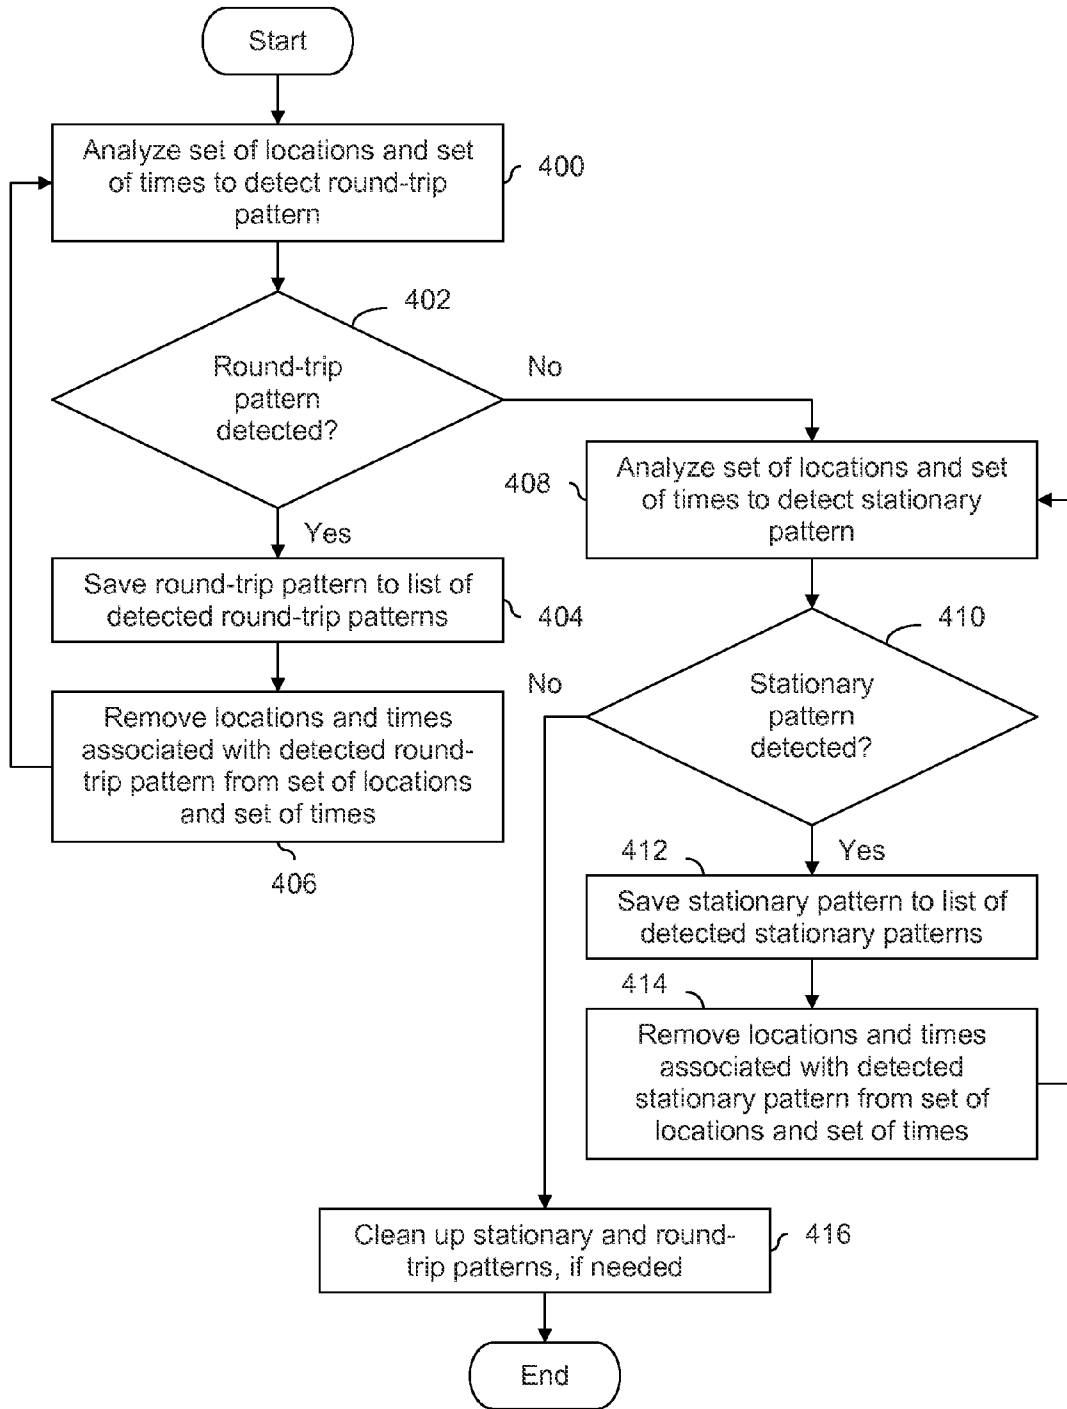 Start
Analyze set of locations and set
of times to detect round-trip
pattern
400
402
Round-trip
pattern
detected?
No
Yes
Save round-trip pattern to list of
detected round-trip patterns
404
Remove locations and times
associated with detected round-
trip pattern from set of locations
and set of times
406
408
Analyze set of locations and set
of times to detect stationary
pattern
410
Stationary
pattern
detected?
No
Yes
412
Save stationary pattern to list of
detected stationary patterns
414
Remove locations and times
associated with detected
stationary pattern from set of
locations and set of times
Clean up stationary and round-
trip patterns, if needed
416
End